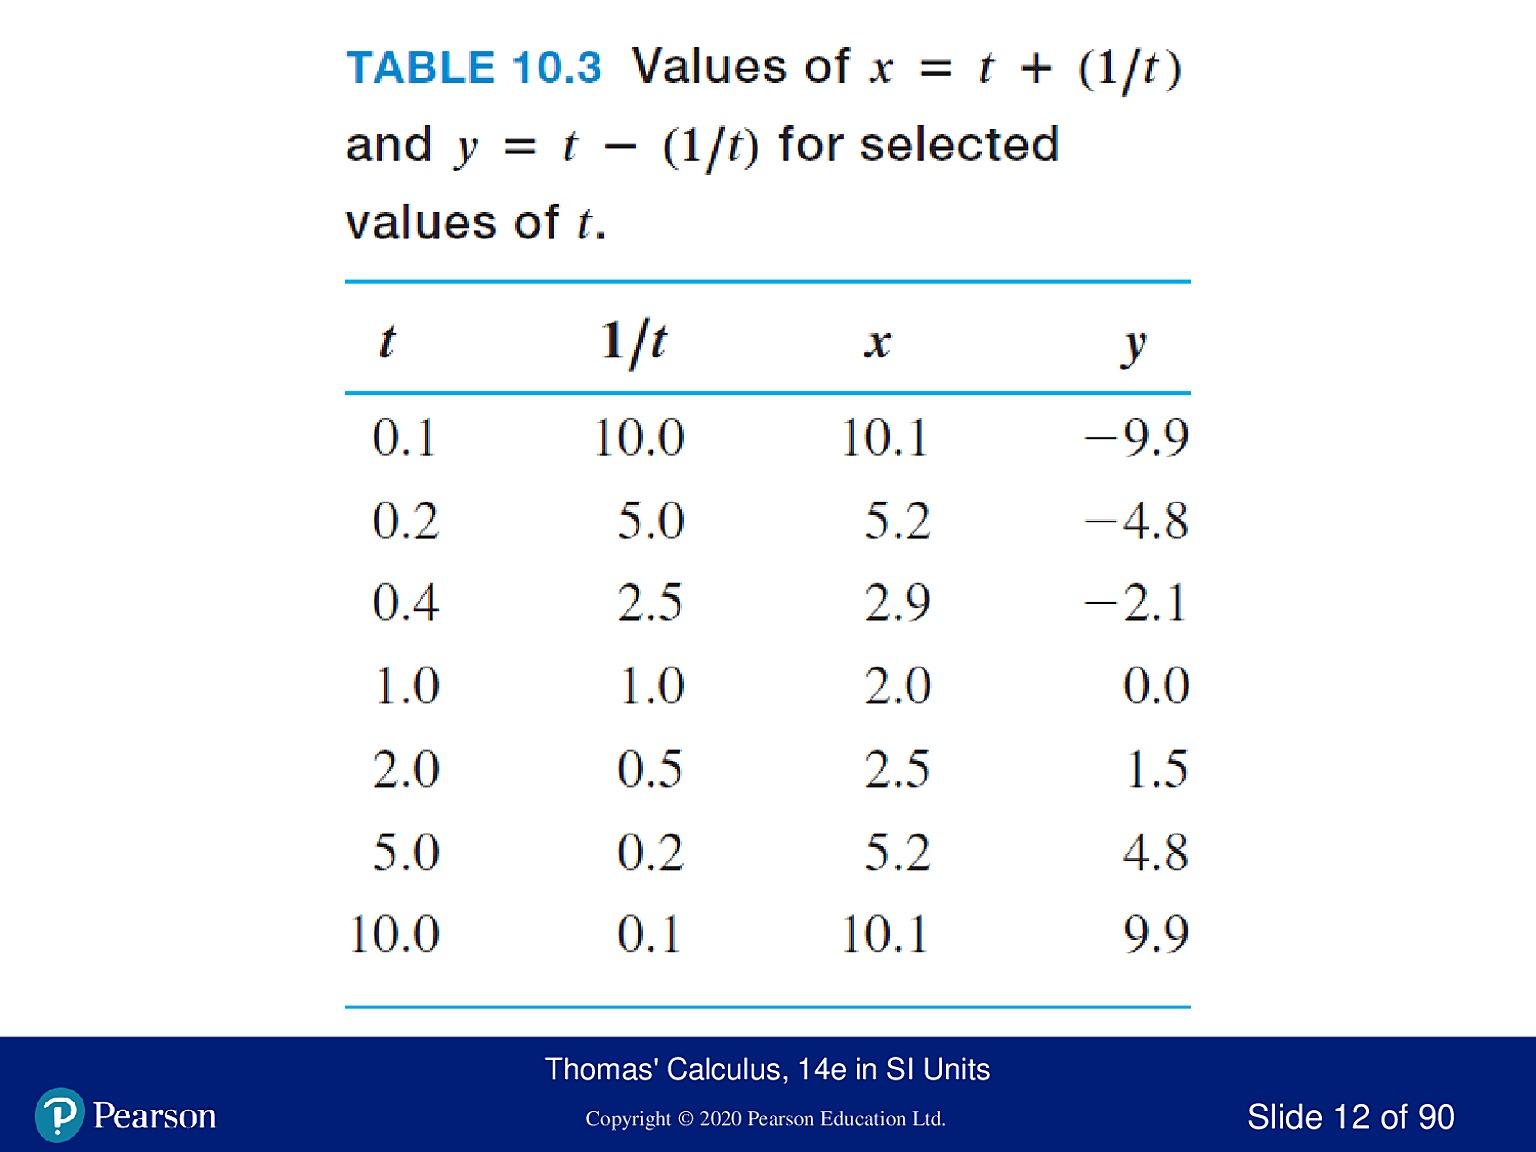 TABLE 10.3 Values of x = t + (1/t)
and y = t − (1/t) for selected
values of t.
t 1/t x y
0.1 10.0 10.1 −9.9
0.2 5.0 5.2 −4.8
0.4 2.5 2.9 −2.1
1.0 1.0 2.0 0.0
2.0 0.5 2.5 1.5
5.0 0.2 5.2 4.8
10.0 0.1 10.1 9.9
Thomas' Calculus, 14e in SI Units
Pearson
Copyright © 2020 Pearson Education Ltd.
Slide 12 of 90